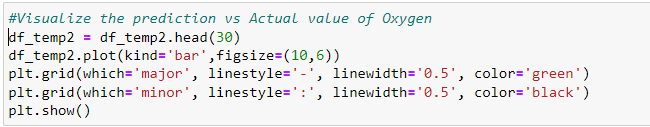 #Visualize the prediction vs Actual value of Oxygen
df_temp2 = df_temp2.head(30)
df_temp2.plot(kind='bar',figsize=(10,6))
plt.grid(which='major', linestyle='-', linewidth='0.5', color='green')
plt.grid(which='minor', linestyle=':', linewidth='0.5', color='black')
plt.show()